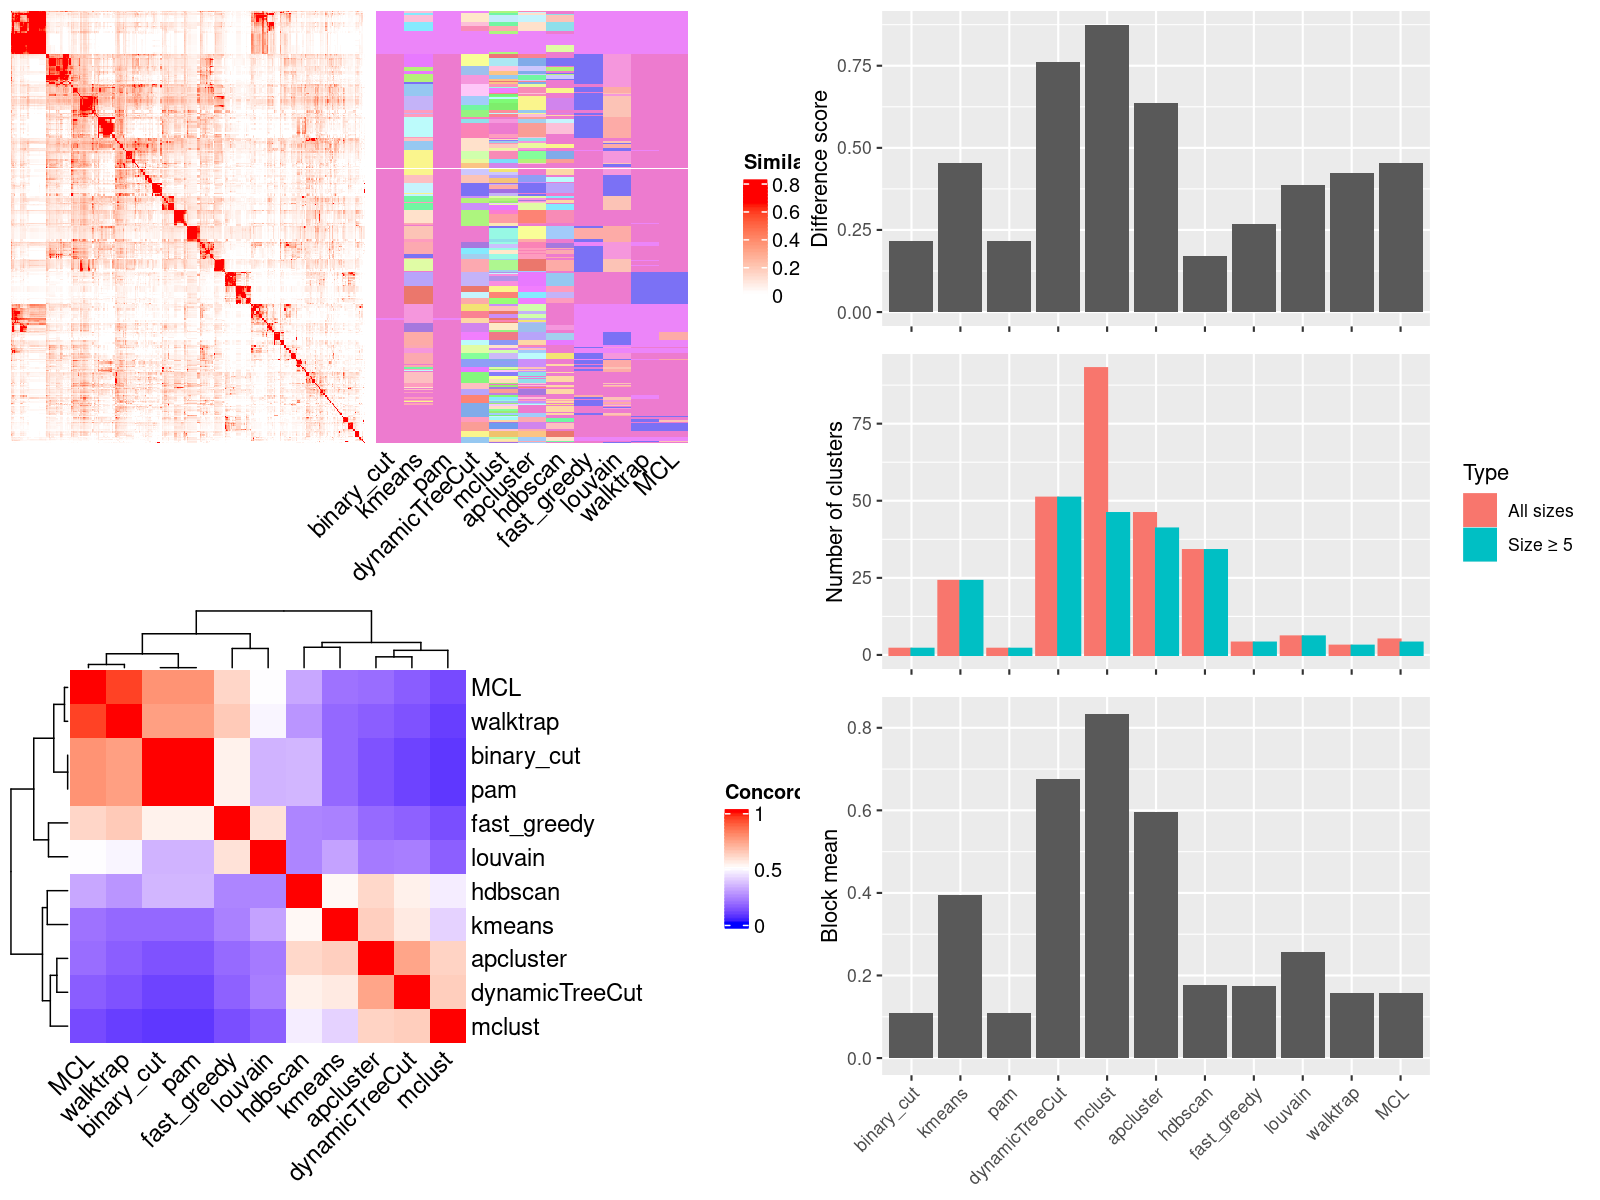 Simila
0.8
0.6
0.4
0.2
0
binary_cut
kmeans
pam
dynamicTreeCut
mclust
apcluster
hdbscan
fast_greedy
louvain
walktrap
MCL
MCL
walktrap
binary_cut
pam
fast_greedy
louvain
hdbscan
kmeans
apcluster
dynamicTreeCut
mclust
MCL
walktrap
binary_cut
pam
fast_greedy
louvain
hdbscan
kmeans
apcluster
dynamicTreeCut
mclust
Concord
1
0.5
0
Difference score
0.75
0.50
0.25
0.00
Number of clusters
75
50
25
0
Type
All sizes
Size ≥ 5
Block mean
0.8
0.6
0.4
0.2
0.0
binary_cut
kmeans
pam
dynamicTreeCut
mclust
apcluster
hdbscan
fast_greedy
louvain
walktrap
MCL